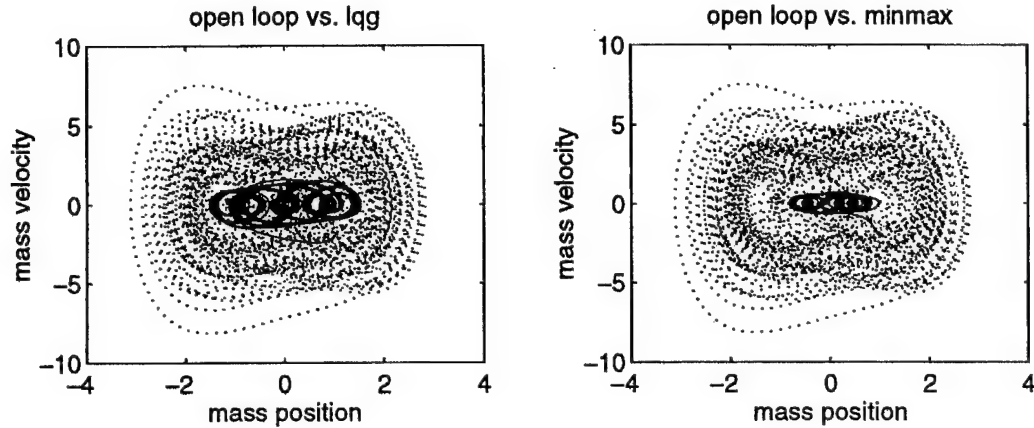 open loop vs. lqg
10
5
0
−5
−10
mass velocity
−4 −2 0 2 4
mass position
open loop vs. minmax
10
5
0
−5
−10
mass velocity
−4 −2 0 2 4
mass position